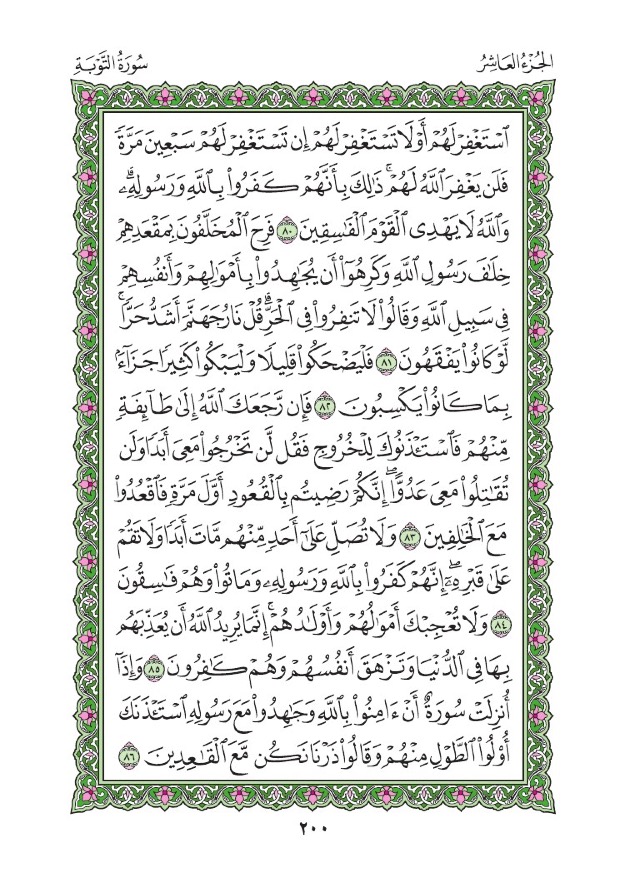 الجُزْءُ العَاشِرُ
سُورَةُ التَّوْبَةِ
ٱسْتَغْفِرْ لَهُمْ أَوْ لَا تَسْتَغْفِرْ لَهُمْ إِن تَسْتَغْفِرْ لَهُمْ سَبْعِينَ مَرَّةً
فَلَن يَغْفِرَ ٱللَّهُ لَهُمْ ۚ ذَٰلِكَ بِأَنَّهُمْ كَفَرُوا۟ بِٱللَّهِ وَرَسُولِهِۦ ۗ
وَٱللَّهُ لَا يَهْدِى ٱلْقَوْمَ ٱلْفَـٰسِقِينَ ٨٠ فَرِحَ ٱلْمُخَلَّفُونَ بِمَقْعَدِهِمْ
خِلَـٰفَ رَسُولِ ٱللَّهِ وَكَرِهُوٓا۟ أَن يُجَـٰهِدُوا۟ بِأَمْوَٰلِهِمْ وَأَنفُسِهِمْ
فِى سَبِيلِ ٱللَّهِ وَقَالُوا۟ لَا تَنفِرُوا۟ فِى ٱلْحَرِّ ۗ قُلْ نَارُ جَهَنَّمَ أَشَدُّ حَرًّا ۚ
لَّوْ كَانُوا۟ يَفْقَهُونَ ٨١ فَلْيَضْحَكُوا۟ قَلِيلًا وَلْيَبْكُوا۟ كَثِيرًا جَزَآءًۢ
بِمَا كَانُوا۟ يَكْسِبُونَ ٨٢ فَإِن رَّجَعَكَ ٱللَّهُ إِلَىٰ طَآئِفَةٍ
مِّنْهُمْ فَٱسْتَـْٔذَنُوكَ لِلْخُرُوجِ فَقُل لَّن تَخْرُجُوا۟ مَعِىَ أَبَدًا وَلَن
تُقَـٰتِلُوا۟ مَعِىَ عَدُوًّا ۖ إِنَّكُمْ رَضِيتُم بِٱلْقُعُودِ أَوَّلَ مَرَّةٍ فَٱقْعُدُوا۟
مَعَ ٱلْخَـٰلِفِينَ ٨٣ وَلَا تُصَلِّ عَلَىٰٓ أَحَدٍ مِّنْهُم مَّاتَ أَبَدًا وَلَا تَقُمْ
عَلَىٰ قَبْرِهِۦٓ ۖ إِنَّهُمْ كَفَرُوا۟ بِٱللَّهِ وَرَسُولِهِۦ وَمَاتُوا۟ وَهُمْ فَـٰسِقُونَ
٨٤ وَلَا تُعْجِبْكَ أَمْوَٰلُهُمْ وَأَوْلَـٰدُهُمْ ۚ إِنَّمَا يُرِيدُ ٱللَّهُ أَن يُعَذِّبَهُم
بِهَا فِى ٱلدُّنْيَا وَتَزْهَقَ أَنفُسُهُمْ وَهُمْ كَـٰفِرُونَ ٨٥ وَإِذَآ
أُنزِلَتْ سُورَةٌ أَنْ ءَامِنُوا۟ بِٱللَّهِ وَجَـٰهِدُوا۟ مَعَ رَسُولِهِ ٱسْتَـْٔذَنَكَ
أُو۟لُوا۟ ٱلطَّوْلِ مِنْهُمْ وَقَالُوا۟ ذَرْنَا نَكُن مَّعَ ٱلْقَـٰعِدِينَ ٨٦
٢٠٠